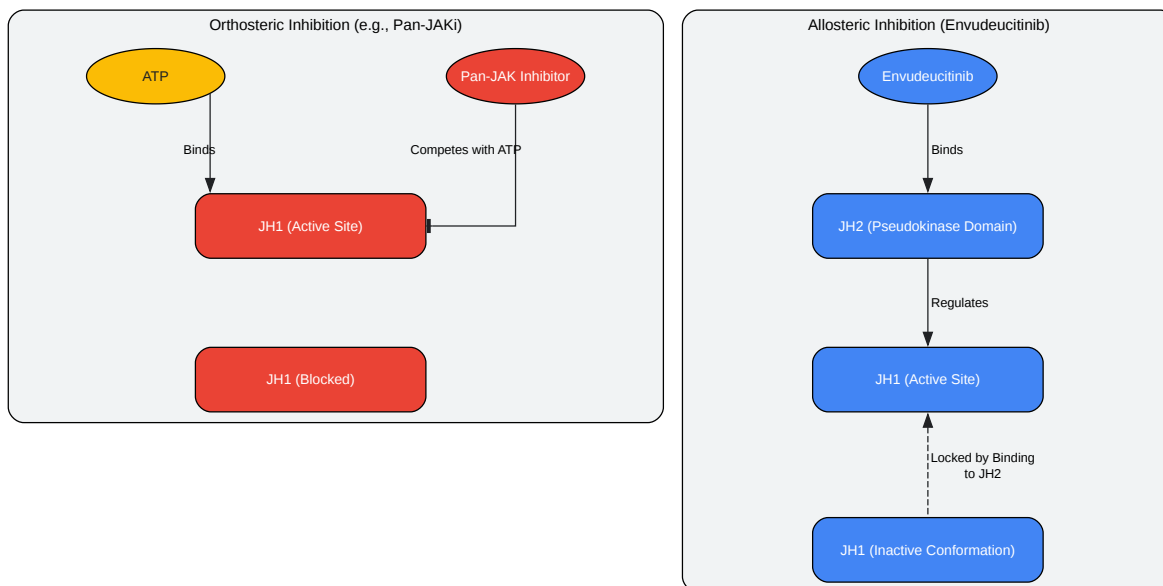 Orthosteric Inhibition (e.g., Pan-JAKi)
ATP
Pan-JAK Inhibitor
Binds
Competes with ATP
JH1 (Active Site)
JH1 (Blocked)
Allosteric Inhibition (Envudeucitinib)
Envudeucitinib
Binds
JH2 (Pseudokinase Domain)
Regulates
JH1 (Active Site)
Locked by Binding
to JH2
JH1 (Inactive Conformation)